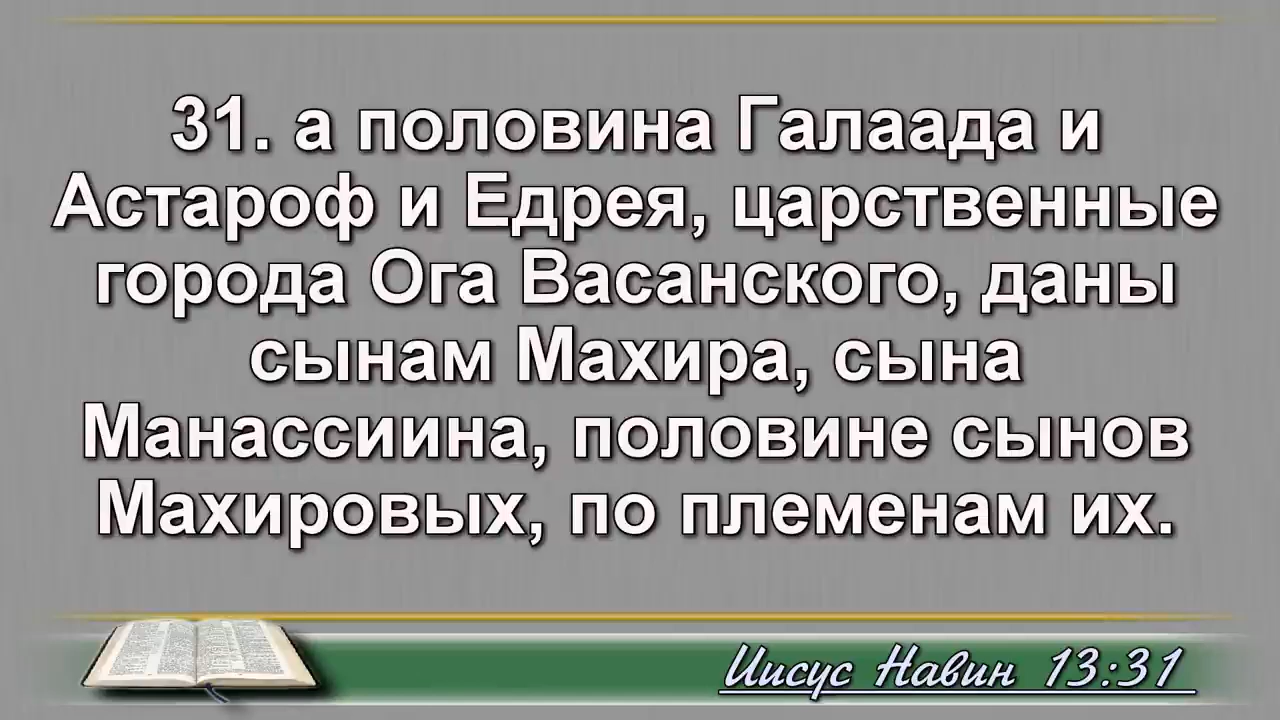 31. а половина Галаада и
Астароф и Едрея, царственные
города Ога Васанского, даны
сынам Махира, сына
Манассиина, половине сынов
Махировых, по племенам их.
Иисус Навин 13:31